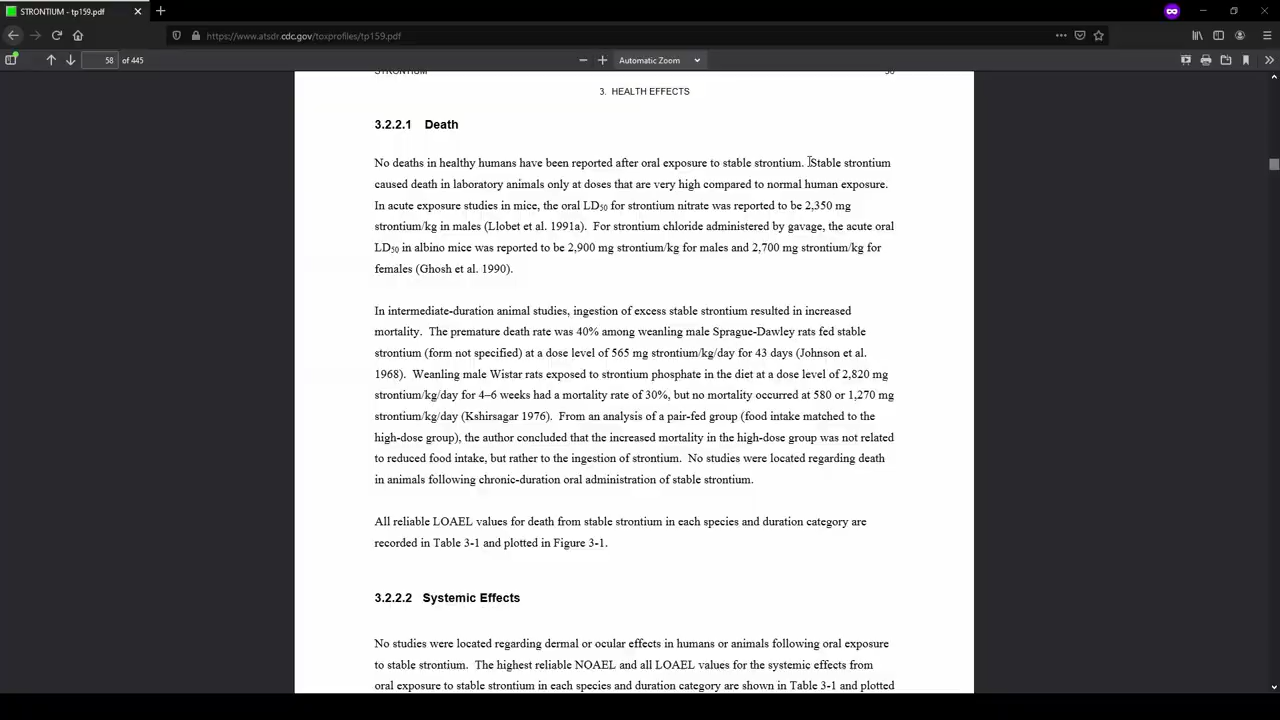 STRONTIUM - tp159.pdf
https://www.atsdr.cdc.gov/toxprofiles/tp159.pdf
58 of 445
Automatic Zoom
STRONTIUM 58
3. HEALTH EFFECTS
3.2.2.1 Death
No deaths in healthy humans have been reported after oral exposure to stable strontium. Stable strontium
caused death in laboratory animals only at doses that are very high compared to normal human exposure.
In acute exposure studies in mice, the oral LD50 for strontium nitrate was reported to be 2,350 mg
strontium/kg in males (Llobet et al. 1991a). For strontium chloride administered by gavage, the acute oral
LD50 in albino mice was reported to be 2,900 mg strontium/kg for males and 2,700 mg strontium/kg for
females (Ghosh et al. 1990).
In intermediate-duration animal studies, ingestion of excess stable strontium resulted in increased
mortality. The premature death rate was 40% among weanling male Sprague-Dawley rats fed stable
strontium (form not specified) at a dose level of 565 mg strontium/kg/day for 43 days (Johnson et al.
1968). Weanling male Wistar rats exposed to strontium phosphate in the diet at a dose level of 2,820 mg
strontium/kg/day for 4–6 weeks had a mortality rate of 30%, but no mortality occurred at 580 or 1,270 mg
strontium/kg/day (Kshirsagar 1976). From an analysis of a pair-fed group (food intake matched to the
high-dose group), the author concluded that the increased mortality in the high-dose group was not related
to reduced food intake, but rather to the ingestion of strontium. No studies were located regarding death
in animals following chronic-duration oral administration of stable strontium.
All reliable LOAEL values for death from stable strontium in each species and duration category are
recorded in Table 3-1 and plotted in Figure 3-1.
3.2.2.2 Systemic Effects
No studies were located regarding dermal or ocular effects in humans or animals following oral exposure
to stable strontium. The highest reliable NOAEL and all LOAEL values for the systemic effects from
oral exposure to stable strontium in each species and duration category are shown in Table 3-1 and plotted